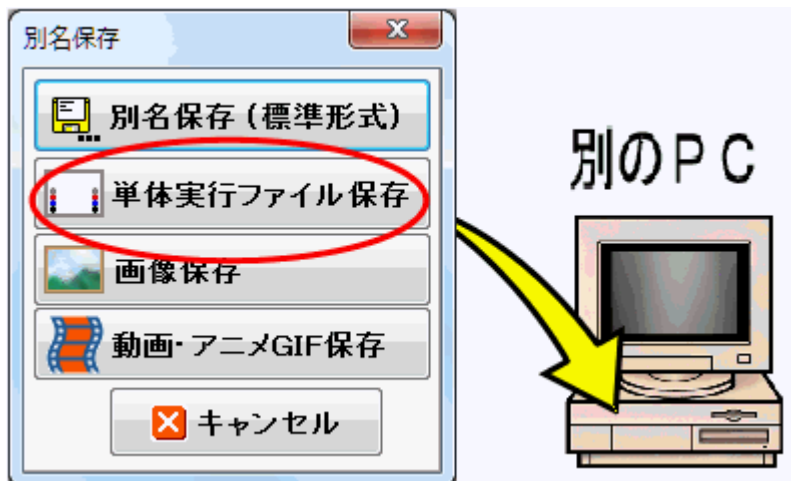 別名保存
別名保存(標準形式)
単体実行ファイル保存
画像保存
動画・アニメGIF保存
キャンセル
別のPC